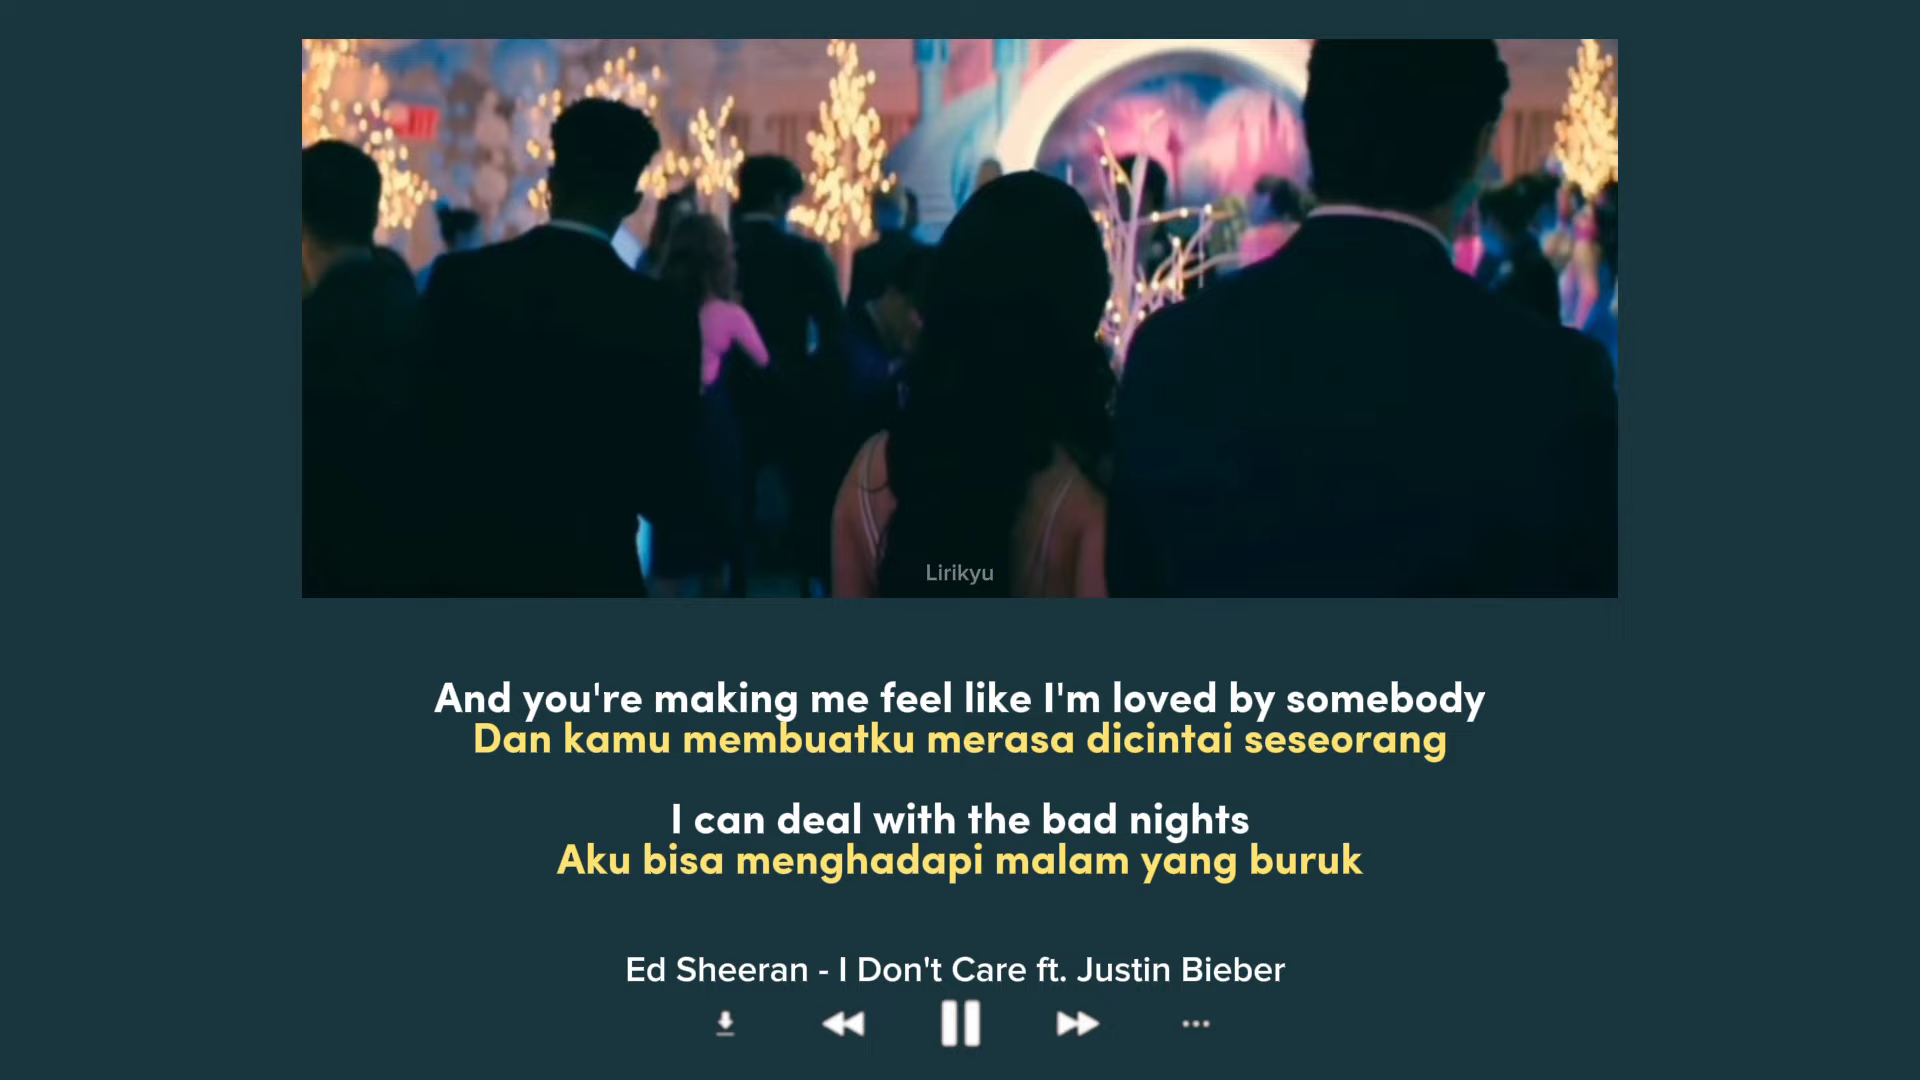 Lirikyu
And you're making me feel like I'm loved by somebody
Dan kamu membuatku merasa dicintai seseorang
I can deal with the bad nights
Aku bisa menghadapi malam yang buruk
Ed Sheeran - I Don't Care ft. Justin Bieber